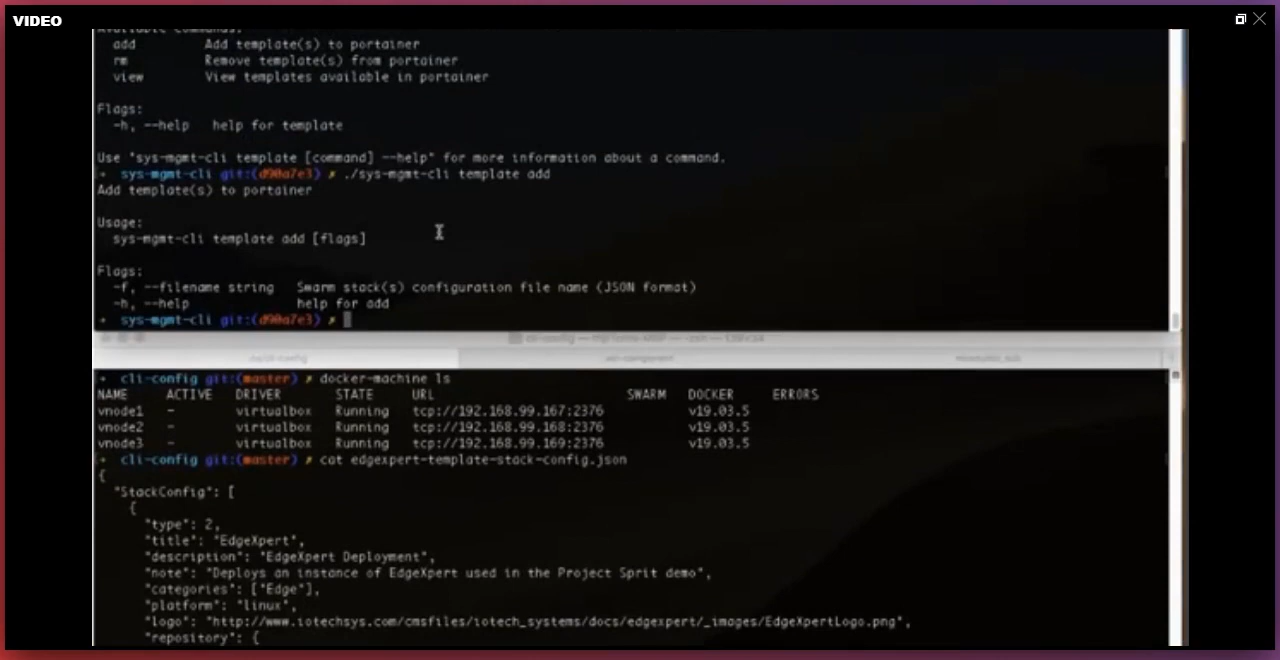 VIDEO
Available commands:
add Add template(s) to portainer
rm Remove template(s) from portainer
view View templates available in portainer
Flags:
-h, --help help for template
Use "sys-mgmt-cli template [command] --help" for more information about a command.
sys-mgmt-cli git:(d90a7e3) ✗ ./sys-mgmt-cli template add
Add template(s) to portainer
Usage:
sys-mgmt-cli template add [flags]
Flags:
-f, --filename string Swarm stack(s) configuration file name (JSON format)
-h, --help help for add
sys-mgmt-cli git:(d90a7e3) ✗
cli-config git:(master) ✗ docker-machine ls
NAME ACTIVE DRIVER STATE URL SWARM DOCKER ERRORS
vnode1 - virtualbox Running tcp://192.168.99.167:2376 v19.03.5
vnode2 - virtualbox Running tcp://192.168.99.168:2376 v19.03.5
vnode3 - virtualbox Running tcp://192.168.99.169:2376 v19.03.5
cli-config git:(master) ✗ cat edgexpert-template-stack-config.json
{
"StackConfig": [
{
"type": 2,
"title": "EdgeXpert",
"description": "EdgeXpert Deployment",
"note": "Deploys an instance of EdgeXpert used in the Project Sprit demo",
"categories": ["Edge"],
"platform": "linux",
"logo": "http://www.iotechsys.com/cmsfiles/iotech_systems/docs/edgexpert/_images/EdgeXpertLogo.png",
"repository": {